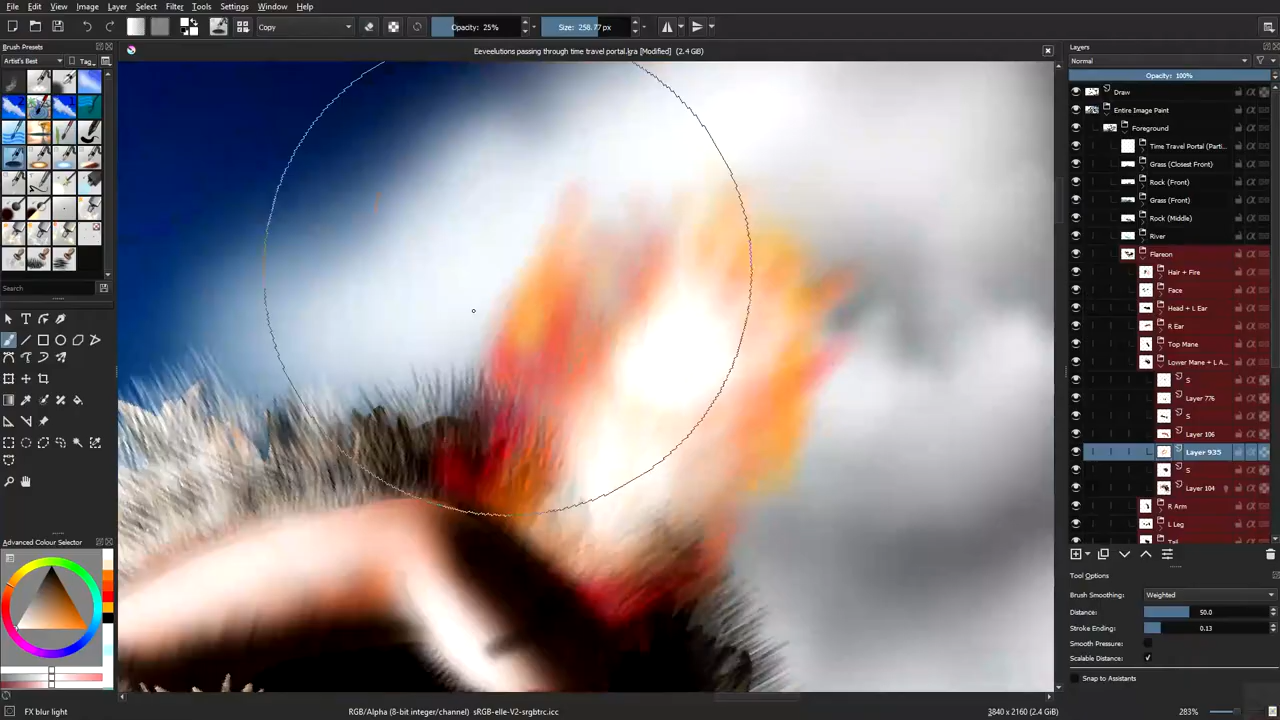 File Edit View Image Layer Select Filter Tools Settings Window Help
Copy
Opacity: 25%
Size: 258.77 px
Brush Presets
Artist's Best
Tag
Search
Eeveelutions passing through time travel portal.kra [Modified] (2.4 GB)
Layers
Normal
Opacity: 100%
Draw
Entire Image Paint
Foreground
Time Travel Portal (Parti...
Grass (Closest Front)
Rock (Front)
Grass (Front)
Rock (Middle)
River
Flareon
Hair + Fire
Face
Head + L Ear
R Ear
Top Mane
Lower Mane + L A...
S
Layer 776
S
Layer 106
Layer 935
S
Layer 104
R Arm
L Leg
Tail
Advanced Colour Selector
Tool Options
Brush Smoothing: Weighted
Distance: 50.0
Stroke Ending: 0.13
Smooth Pressure:
Scalable Distance:
Snap to Assistants
FX blur light
RGB/Alpha (8-bit integer/channel) sRGB-elle-V2-srgbtrc.icc
3840 x 2160 (2.4 GiB)
283%